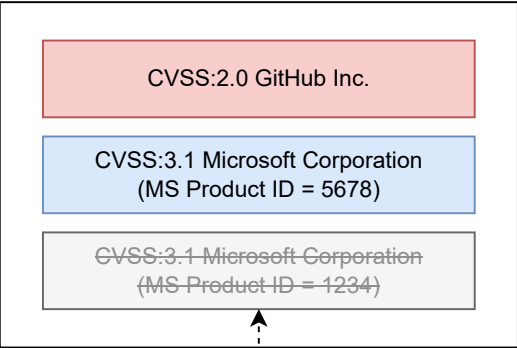 CVSS:2.0 GitHub Inc.
CVSS:3.1 Microsoft Corporation
(MS Product ID = 5678)
CVSS:3.1 Microsoft Corporation
(MS Product ID = 1234)